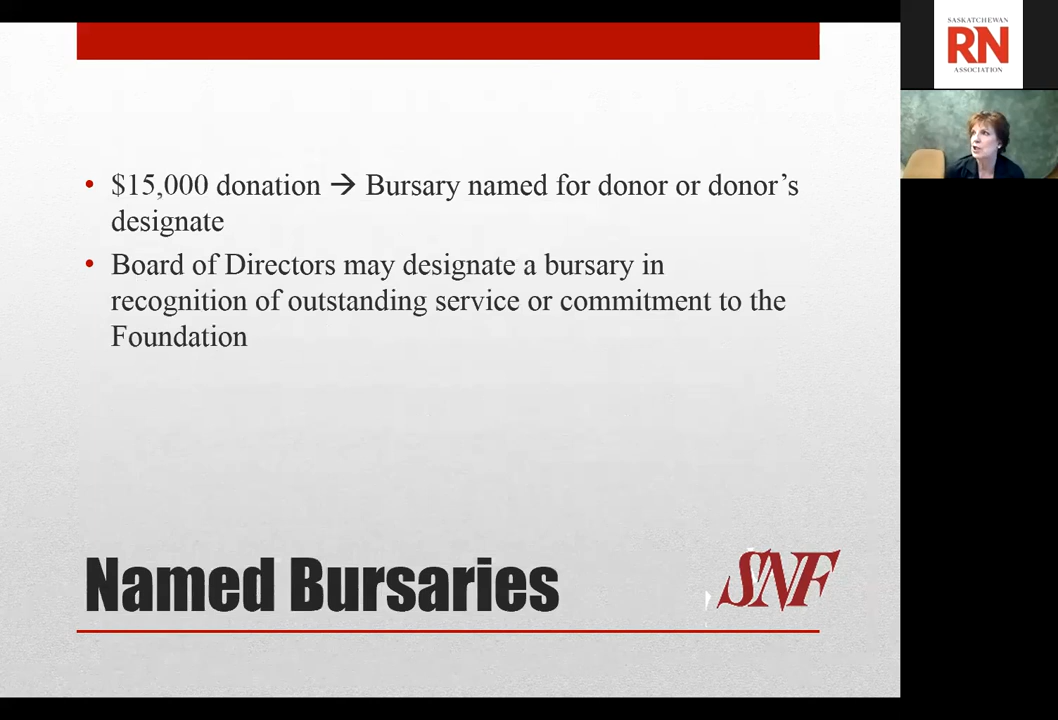 • $15,000 donation → Bursary named for donor or donor’s
designate
• Board of Directors may designate a bursary in
recognition of outstanding service or commitment to the
Foundation
Named Bursaries
SNF
SASKATCHEWAN
RN
ASSOCIATION